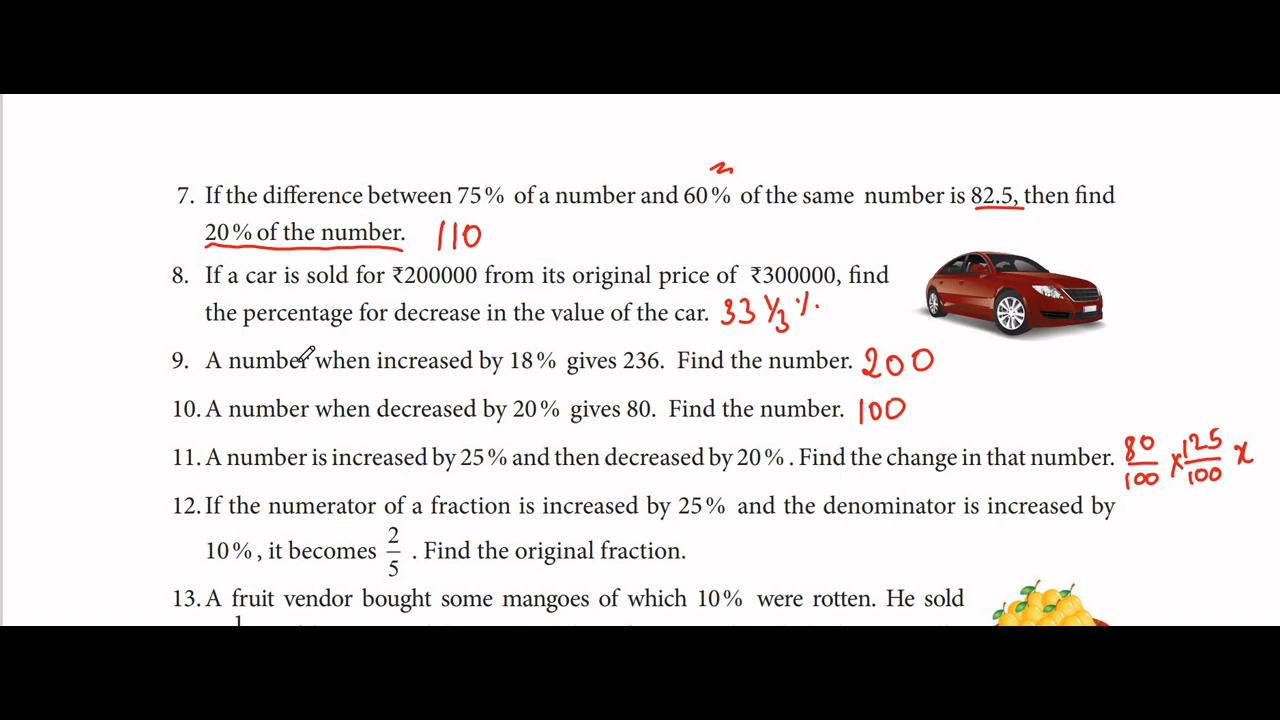 7. If the difference between 75% of a number and 60% of the same number is 82.5, then find
20% of the number. 110
8. If a car is sold for ₹200000 from its original price of ₹300000, find
the percentage for decrease in the value of the car. 33 1/3 %
9. A number when increased by 18% gives 236. Find the number. 200
10. A number when decreased by 20% gives 80. Find the number. 100
11. A number is increased by 25% and then decreased by 20%. Find the change in that number. 80/100 x 125/100 x
12. If the numerator of a fraction is increased by 25% and the denominator is increased by
10%, it becomes 2/5. Find the original fraction.
13. A fruit vendor bought some mangoes of which 10% were rotten. He sold